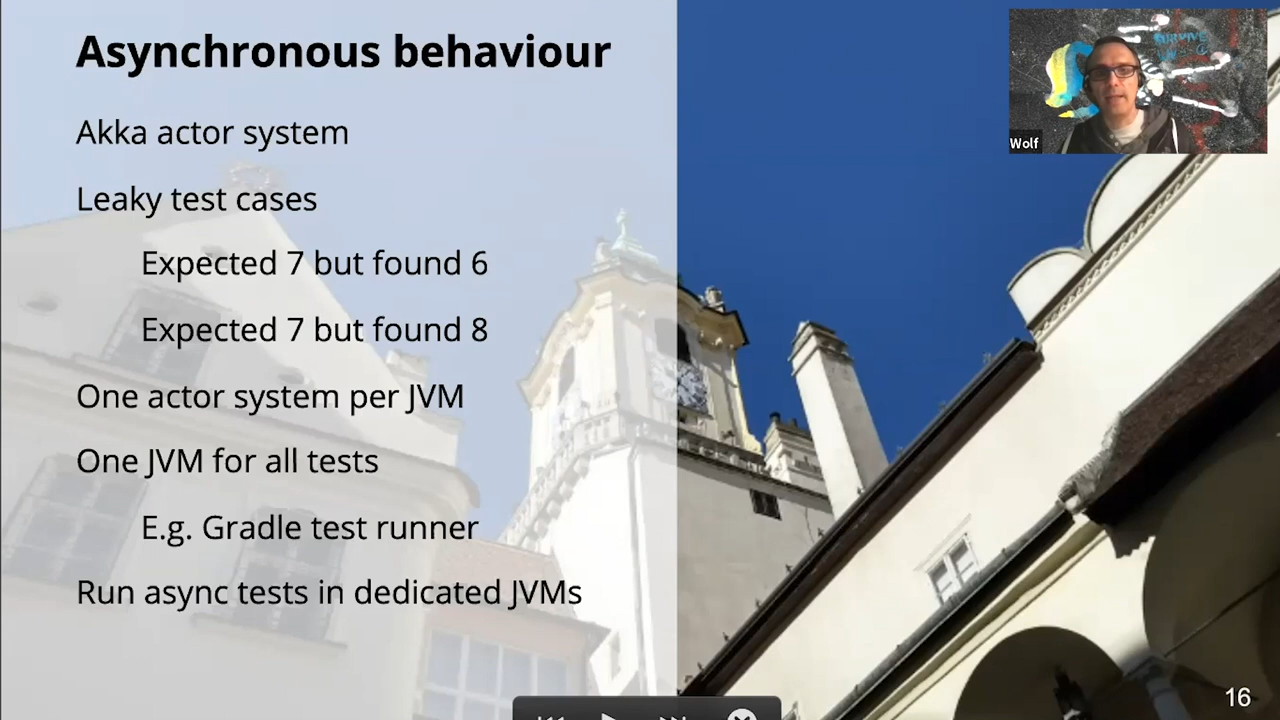 Asynchronous behaviour
Akka actor system
Leaky test cases
Expected 7 but found 6
Expected 7 but found 8
One actor system per JVM
One JVM for all tests
E.g. Gradle test runner
Run async tests in dedicated JVMs
Wolf
16